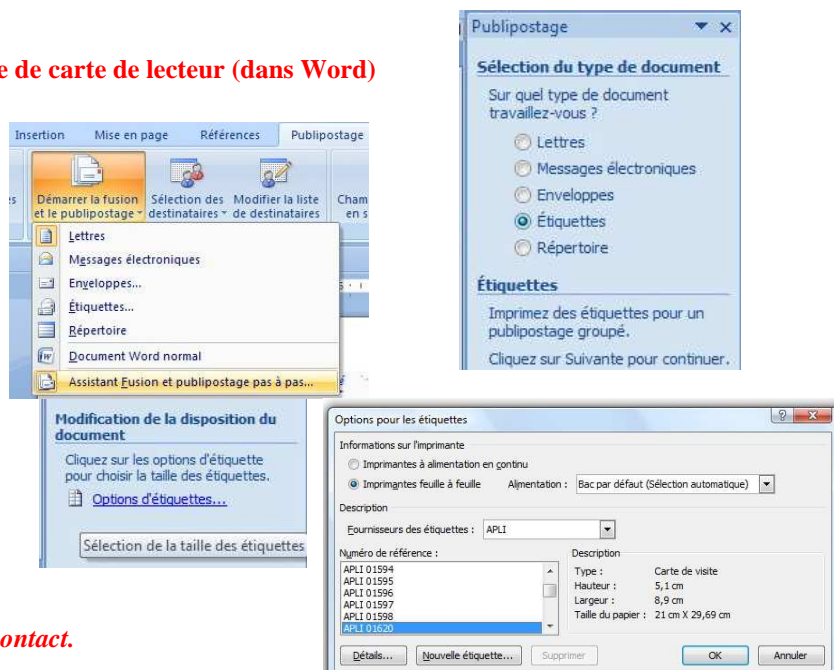 e de carte de lecteur (dans Word)
Insertion Mise en page Références Publipostage
Démarrer la fusion et le publipostage
Sélection des destinataires
Modifier la liste de destinataires
Cham
en s
Lettres
Messages électroniques
Enveloppes...
Étiquettes...
Répertoire
Document Word normal
Assistant Fusion et publipostage pas à pas...
Publipostage
Sélection du type de document
Sur quel type de document
travaillez-vous ?
Lettres
Messages électroniques
Enveloppes
Étiquettes
Répertoire
Étiquettes
Imprimez des étiquettes pour un
publipostage groupé.
Cliquez sur Suivante pour continuer.
Modification de la disposition du
document
Cliquez sur les options d'étiquette
pour choisir la taille des étiquettes.
Options d'étiquettes...
Sélection de la taille des étiquettes
Options pour les étiquettes
Informations sur l'imprimante
Imprimantes à alimentation en continu
Imprimantes feuille à feuille Alimentation : Bac par défaut (Sélection automatique)
Description
Fournisseurs des étiquettes : APLI
Numéro de référence :
APLI 01594
APLI 01595
APLI 01596
APLI 01597
APLI 01598
APLI 01620
Description
Type : Carte de visite
Hauteur : 5,1 cm
Largeur : 8,9 cm
Taille du papier : 21 cm X 29,69 cm
Détails... Nouvelle étiquette... Supprimer OK Annuler
ontact.